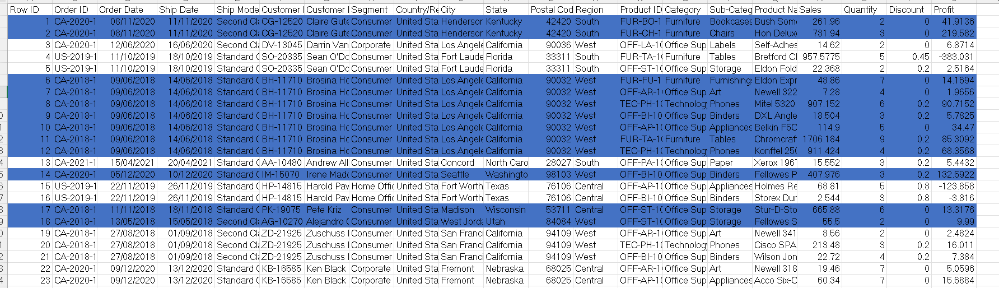 Row ID Order ID Order Date Ship Date Ship Mode Customer I Customer I Segment Country/Re City State Postal Cod Region Product ID Category Sub-Categ Product Na Sales Quantity Discount Profit
1 CA-2020-1 08/11/2020 11/11/2020 Second Cla CG-12520 Claire Gute Consumer United Sta Henderson Kentucky 42420 South FUR-BO-1 Furniture Bookcases Bush Som 261.96 2 0 41.9136
2 CA-2020-1 08/11/2020 11/11/2020 Second Cla CG-12520 Claire Gute Consumer United Sta Henderson Kentucky 42420 South FUR-CH-1 Furniture Chairs Hon Delux 731.94 3 0 219.582
3 CA-2020-1 12/06/2020 16/06/2020 Second Cla DV-13045 Darrin Van Corporate United Sta Los Angele California 90036 West OFF-LA-10 Office Sup Labels Self-Adhes 14.62 2 0 6.8714
4 US-2019-1 11/10/2019 18/10/2019 Standard C SO-20335 Sean O'Do Consumer United Sta Fort Laude Florida 33311 South FUR-TA-10 Furniture Tables Bretford CI 957.5775 5 0.45 -383.031
5 US-2019-1 11/10/2019 18/10/2019 Standard C SO-20335 Sean O'Do Consumer United Sta Fort Laude Florida 33311 South OFF-ST-10 Office Sup Storage Eldon Fold 22.368 2 0.2 2.5164
6 CA-2018-1 09/06/2018 14/06/2018 Standard C BH-11710 Brosina Ho Consumer United Sta Los Angele California 90032 West FUR-FU-1 Furniture Furnishings Eldon Expr 48.86 7 0 14.1694
7 CA-2018-1 09/06/2018 14/06/2018 Standard C BH-11710 Brosina Ho Consumer United Sta Los Angele California 90032 West OFF-AR-1 Office Sup Art Newell 322 7.28 4 0 1.9656
8 CA-2018-1 09/06/2018 14/06/2018 Standard C BH-11710 Brosina Ho Consumer United Sta Los Angele California 90032 West TEC-PH-10 Technology Phones Mitel 5320 907.152 6 0.2 90.7152
9 CA-2018-1 09/06/2018 14/06/2018 Standard C BH-11710 Brosina Ho Consumer United Sta Los Angele California 90032 West OFF-BI-10 Office Sup Binders DXL Angle 18.504 3 0.2 5.7825
10 CA-2018-1 09/06/2018 14/06/2018 Standard C BH-11710 Brosina Ho Consumer United Sta Los Angele California 90032 West OFF-AP-10 Office Sup Appliances Belkin F5C 114.9 5 0 34.47
11 CA-2018-1 09/06/2018 14/06/2018 Standard C BH-11710 Brosina Ho Consumer United Sta Los Angele California 90032 West FUR-TA-10 Furniture Tables Chromcraf 1706.184 9 0.2 85.3092
12 CA-2018-1 09/06/2018 14/06/2018 Standard C BH-11710 Brosina Ho Consumer United Sta Los Angele California 90032 West TEC-PH-10 Technology Phones Konftel 250 911.424 4 0.2 68.3568
13 CA-2021-1 15/04/2021 20/04/2021 Standard C AA-10480 Andrew All Consumer United Sta Concord North Caro 28027 South OFF-PA-10 Office Sup Paper Xerox 1967 15.552 3 0.2 5.4432
14 CA-2020-1 05/12/2020 10/12/2020 Standard C IM-15070 Irene Mado Consumer United Sta Seattle Washingto 98103 West OFF-BI-10 Office Sup Binders Fellowes P 407.976 3 0.2 132.5922
15 US-2019-1 22/11/2019 26/11/2019 Standard C HP-14815 Harold Pav Home Offic United Sta Fort Worth Texas 76106 Central OFF-AP-10 Office Sup Appliances Holmes Re 68.81 5 0.8 -123.858
16 US-2019-1 22/11/2019 26/11/2019 Standard C HP-14815 Harold Pav Home Offic United Sta Fort Worth Texas 76106 Central OFF-BI-10 Office Sup Binders Storex Dur 2.544 3 0.8 -3.816
17 CA-2018-1 11/11/2018 18/11/2018 Standard C PK-19075 Pete Kriz Consumer United Sta Madison Wisconsin 53711 Central OFF-ST-10 Office Sup Storage Stur-D-Sto 665.88 6 0 13.3176
18 CA-2018-1 13/05/2018 15/05/2018 Second Cla AG-10270 Alejandro G Consumer United Sta West Jorda Utah 84084 West OFF-ST-10 Office Sup Storage Fellowes S 55.5 2 0 9.99
19 CA-2018-1 27/08/2018 01/09/2018 Second Cla ZD-21925 Zuschuss I Consumer United Sta San Franci California 94109 West OFF-AR-1 Office Sup Art Newell 341 8.56 2 0 2.4824
20 CA-2018-1 27/08/2018 01/09/2018 Second Cla ZD-21925 Zuschuss I Consumer United Sta San Franci California 94109 West TEC-PH-10 Technology Phones Cisco SPA 213.48 3 0.2 16.011
21 CA-2018-1 27/08/2018 01/09/2018 Second Cla ZD-21925 Zuschuss I Consumer United Sta San Franci California 94109 West OFF-BI-10 Office Sup Binders Wilson Jon 22.72 4 0.2 7.384
22 CA-2020-1 09/12/2020 13/12/2020 Standard C KB-16585 Ken Black Corporate United Sta Fremont Nebraska 68025 Central OFF-AR-1 Office Sup Art Newell 318 19.46 7 0 5.0596
23 CA-2020-1 09/12/2020 13/12/2020 Standard C KB-16585 Ken Black Corporate United Sta Fremont Nebraska 68025 Central OFF-AP-10 Office Sup Appliances Acco Six-O 60.34 7 0 15.6884